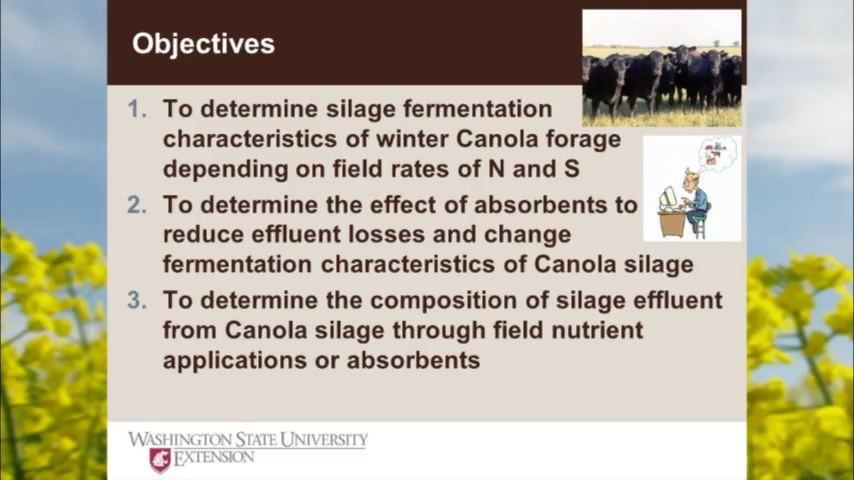 Objectives
1. To determine silage fermentation
characteristics of winter Canola forage
depending on field rates of N and S
2. To determine the effect of absorbents to
reduce effluent losses and change
fermentation characteristics of Canola silage
3. To determine the composition of silage effluent
from Canola silage through field nutrient
applications or absorbents
WASHINGTON STATE UNIVERSITY
EXTENSION